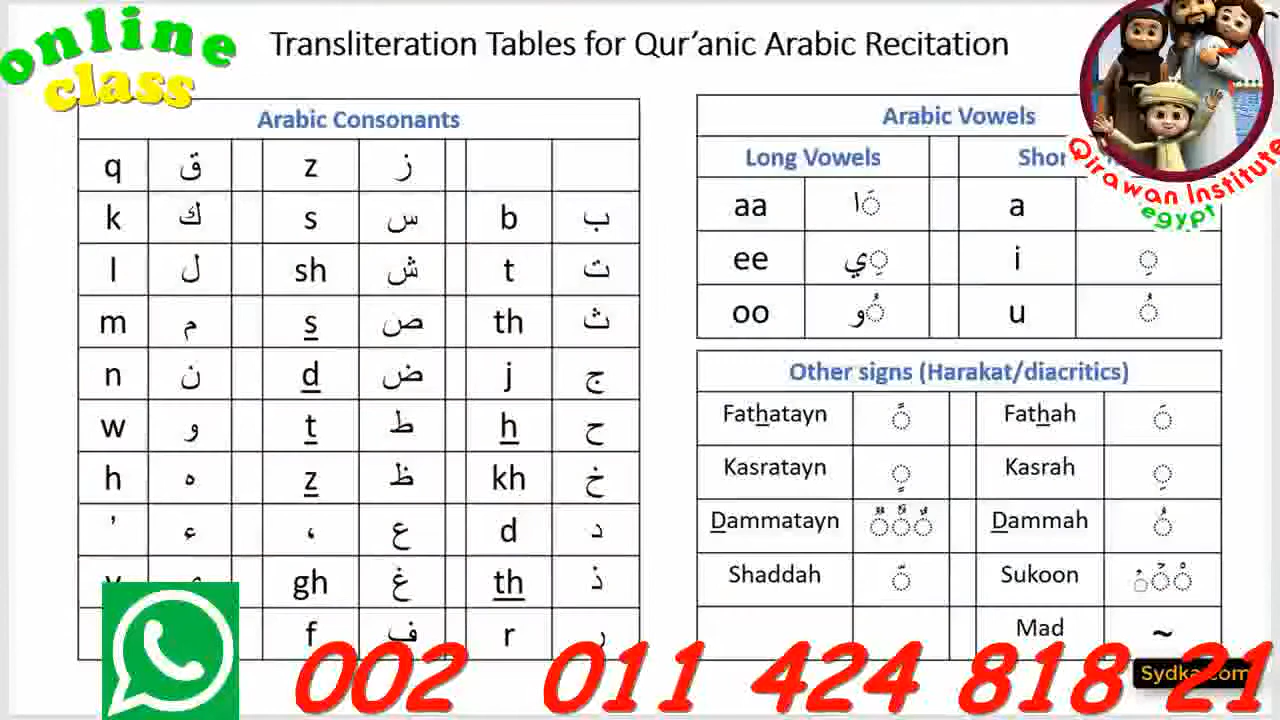 online
class
Transliteration Tables for Qur’anic Arabic Recitation
Qirawan Institute
egypt
Arabic Consonants
q ق z ز
k ك s س b ب
l ل sh ش t ت
m م s ص th ث
n ن d ض j ج
w و t ط h ح
h ه z ظ kh خ
’ ء ‘ ع d د
gh غ th ذ
f ف r ر
Arabic Vowels
Long Vowels
aa َا a
ee ِي i ِ
oo ُو u ُ
Other signs (Harakat/diacritics)
Fathatayn ً Fathah َ
Kasratayn ٍ Kasrah ِ
Dammatayn ٌ Dammah ُ
Shaddah ّ Sukoon ْ
Mad ~
002 011 424 818 21